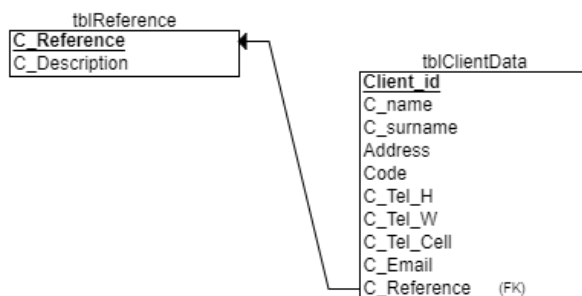 tblReference
C_Reference
C_Description
tblClientData
Client_id
C_name
C_surname
Address
Code
C_Tel_H
C_Tel_W
C_Tel_Cell
C_Email
C_Reference (FK)